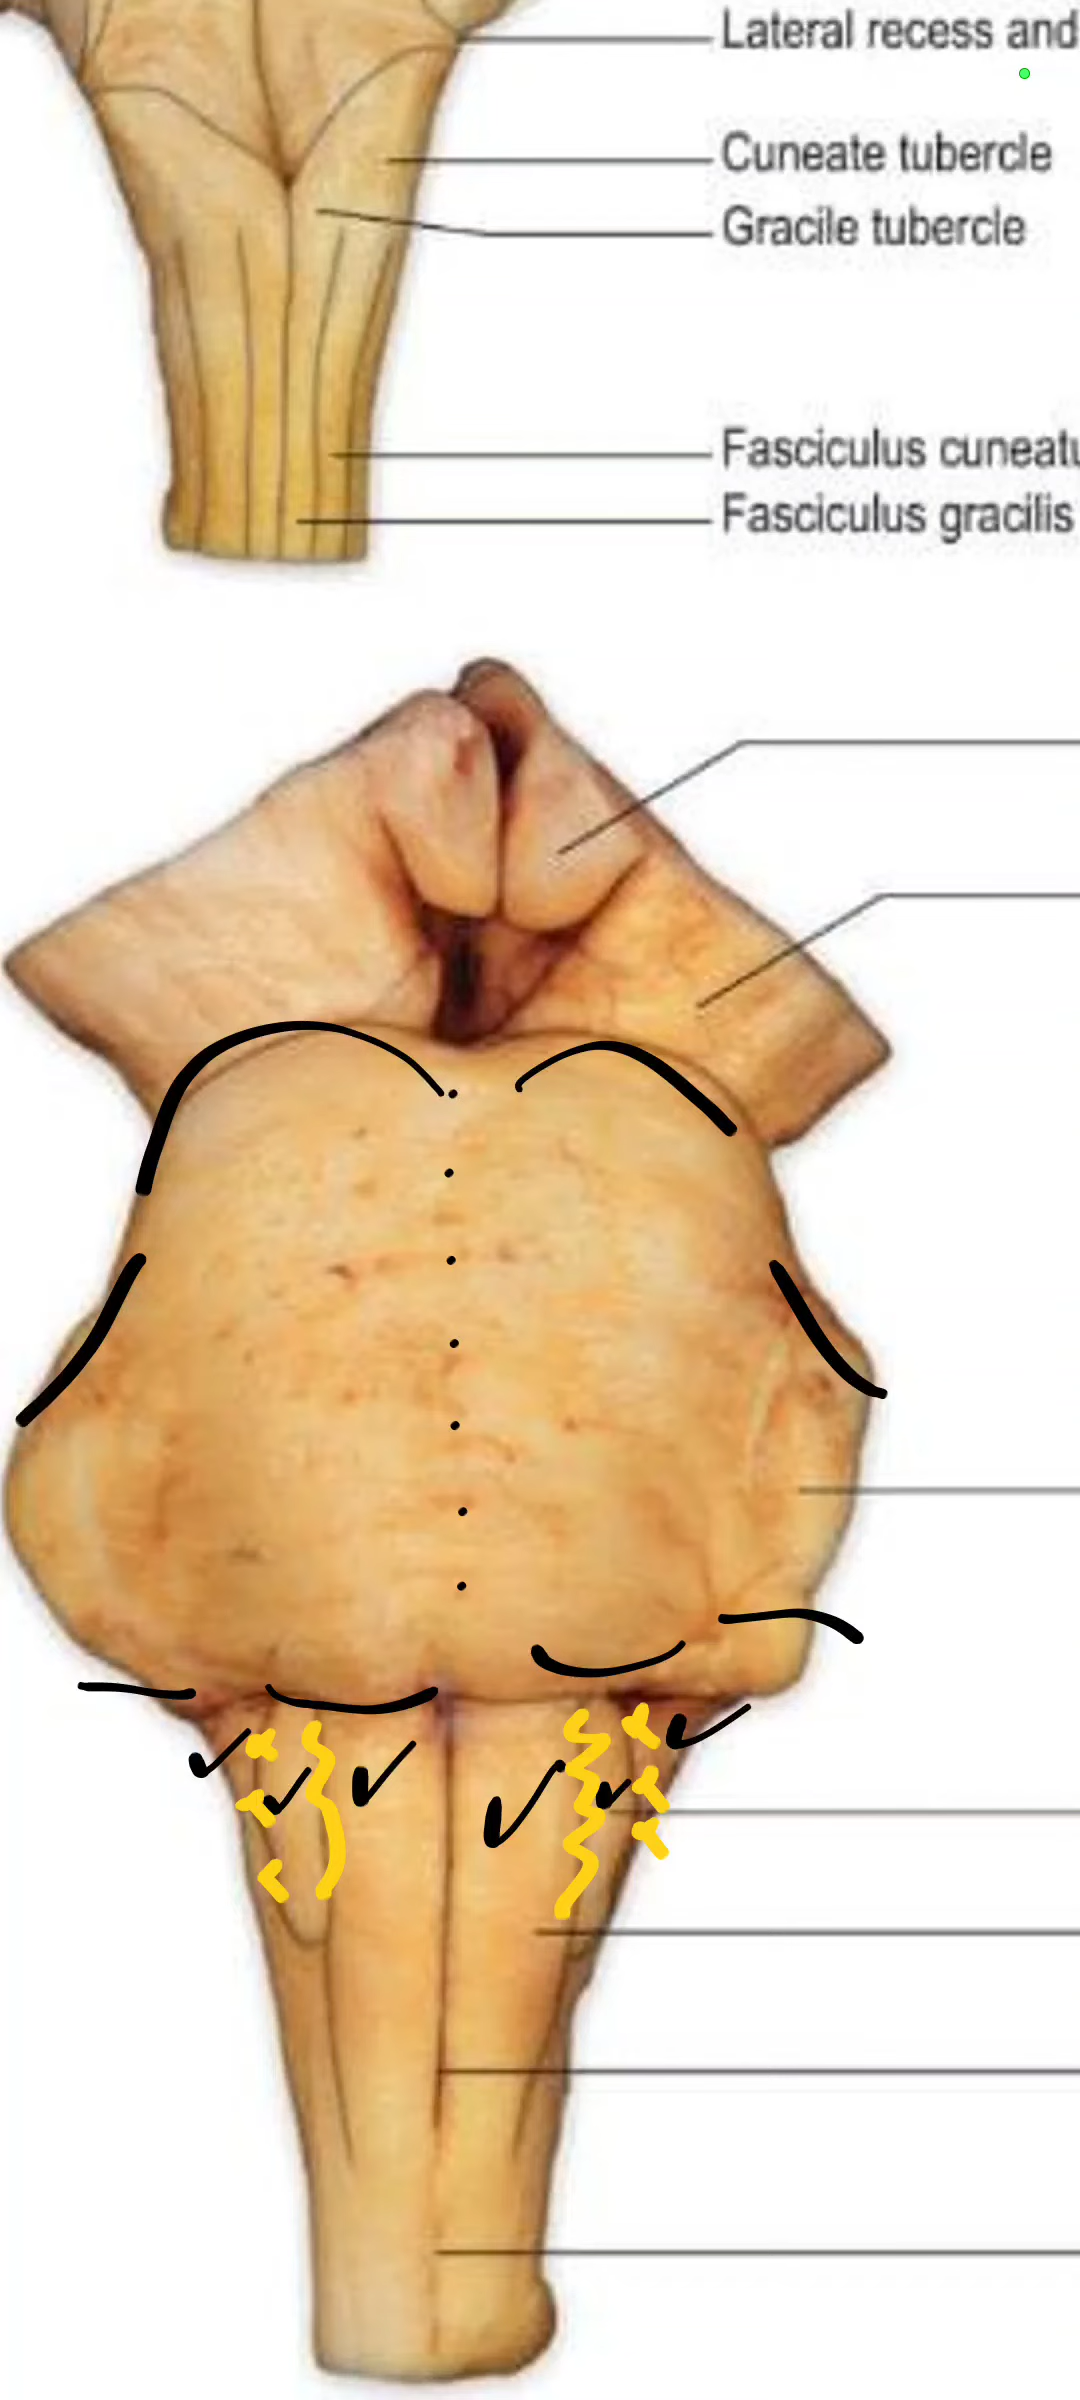 Lateral recess and
Cuneate tubercle
Gracile tubercle
Fasciculus cuneatu
Fasciculus gracilis